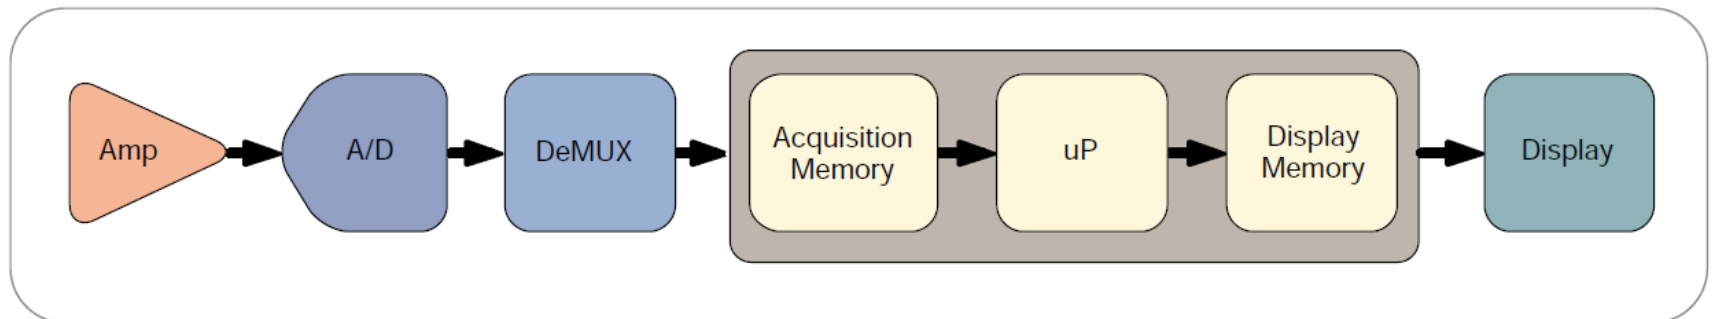 Amp
A/D
DeMUX
Acquisition
Memory
uP
Display
Memory
Display